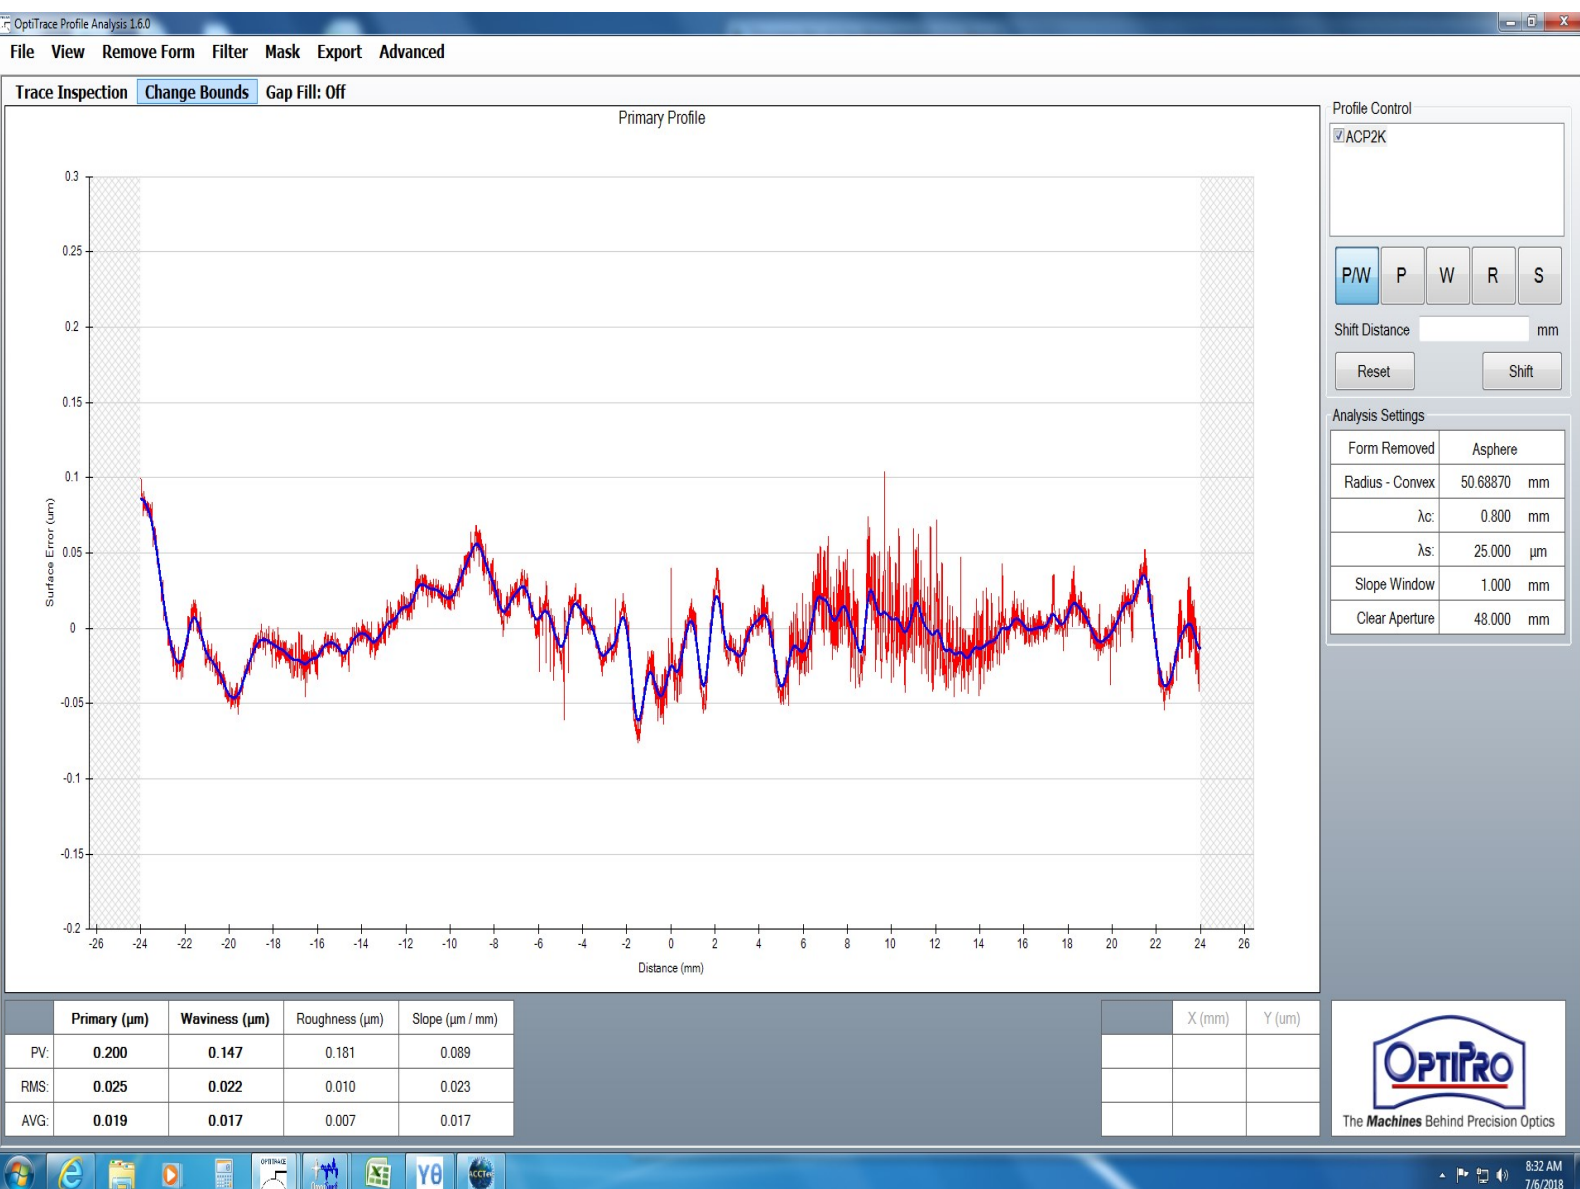 OptiTrace Profile Analysis 1.6.0
File View Remove Form Filter Mask Export Advanced
Trace Inspection Change Bounds Gap Fill: Off
Primary Profile
0.3
0.25
0.2
0.15
0.1
0.05
0
-0.05
-0.1
-0.15
-0.2
Surface Error (um)
-26 -24 -22 -20 -18 -16 -14 -12 -10 -8 -6 -4 -2 0 2 4 6 8 10 12 14 16 18 20 22 24 26
Distance (mm)
Profile Control
ACP2K
P/W P W R S
Shift Distance mm
Reset Shift
Analysis Settings
Form Removed Asphere
Radius - Convex 50.68870 mm
λc: 0.800 mm
λs: 25.000 µm
Slope Window 1.000 mm
Clear Aperture 48.000 mm
Primary (µm) Waviness (µm) Roughness (µm) Slope (µm / mm)
PV: 0.200 0.147 0.181 0.089
RMS: 0.025 0.022 0.010 0.023
AVG: 0.019 0.017 0.007 0.017
X (mm) Y (um)
OPTIPRO
The Machines Behind Precision Optics
OPTITRACE
Yθ
8:32 AM
7/6/2018